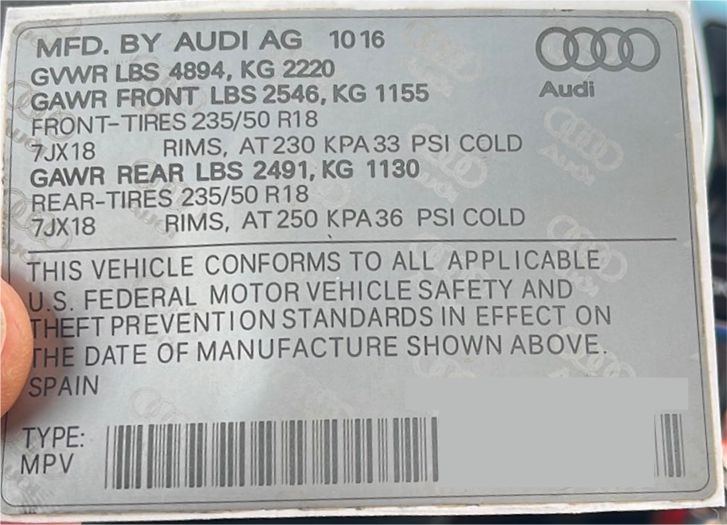 MFD. BY AUDI AG 10 16
Audi
GVWR LBS 4894, KG 2220
GAWR FRONT LBS 2546, KG 1155
FRONT-TIRES 235/50 R18
7JX18 RIMS, AT 230 KPA 33 PSI COLD
GAWR REAR LBS 2491, KG 1130
REAR-TIRES 235/50 R18
7JX18 RIMS, AT 250 KPA 36 PSI COLD
THIS VEHICLE CONFORMS TO ALL APPLICABLE
U.S. FEDERAL MOTOR VEHICLE SAFETY AND
THEFT PREVENTION STANDARDS IN EFFECT ON
THE DATE OF MANUFACTURE SHOWN ABOVE.
SPAIN
TYPE:
MPV